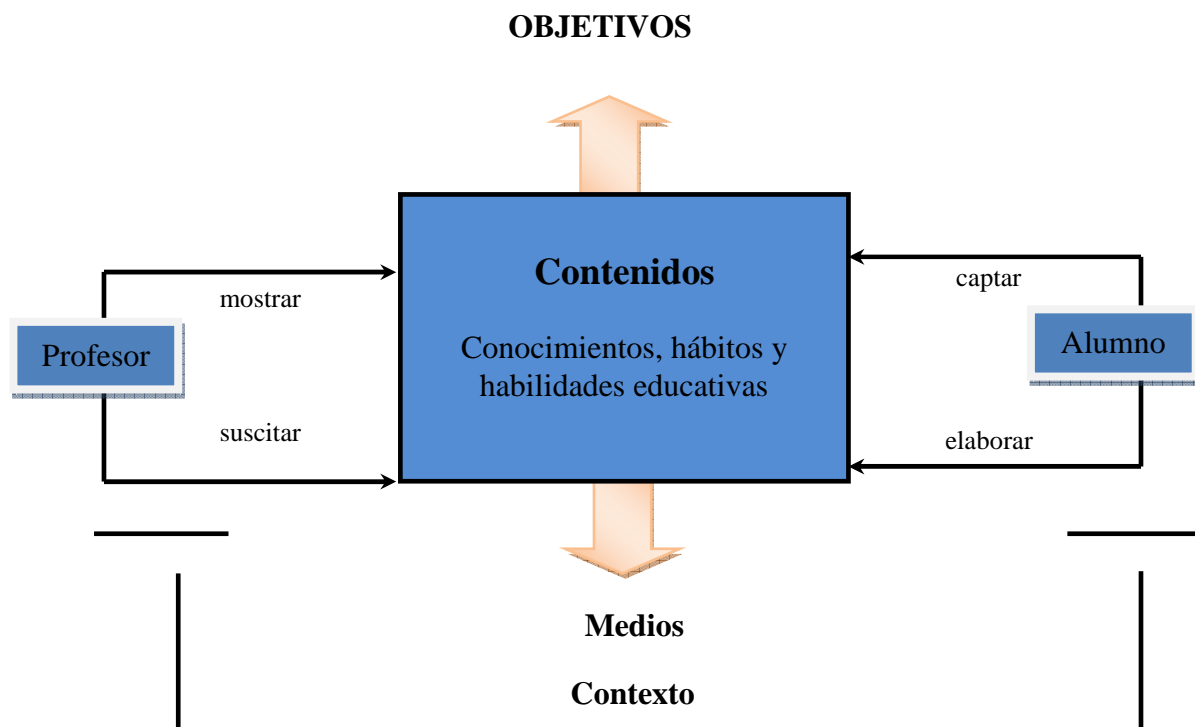 OBJETIVOS
Contenidos
Conocimientos, hábitos y
habilidades educativas
mostrar
Profesor
suscitar
captar
Alumno
elaborar
Medios
Contexto